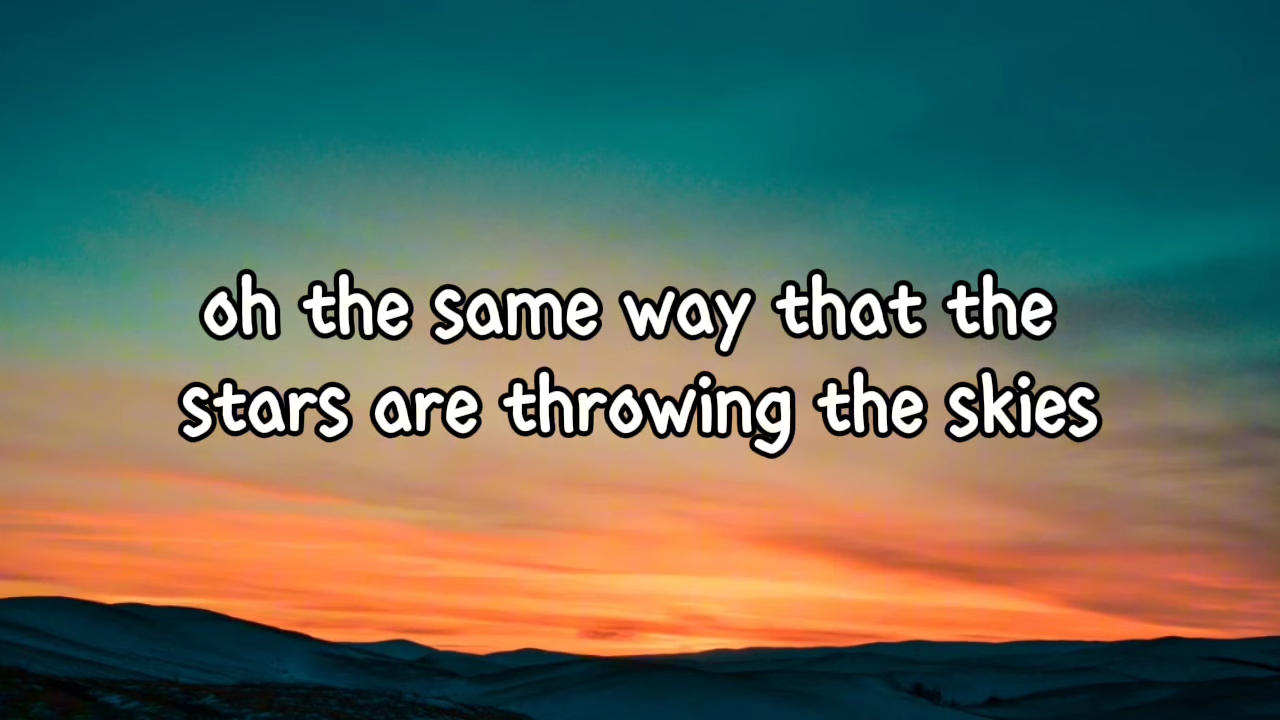 oh the same way that the
stars are throwing the skies